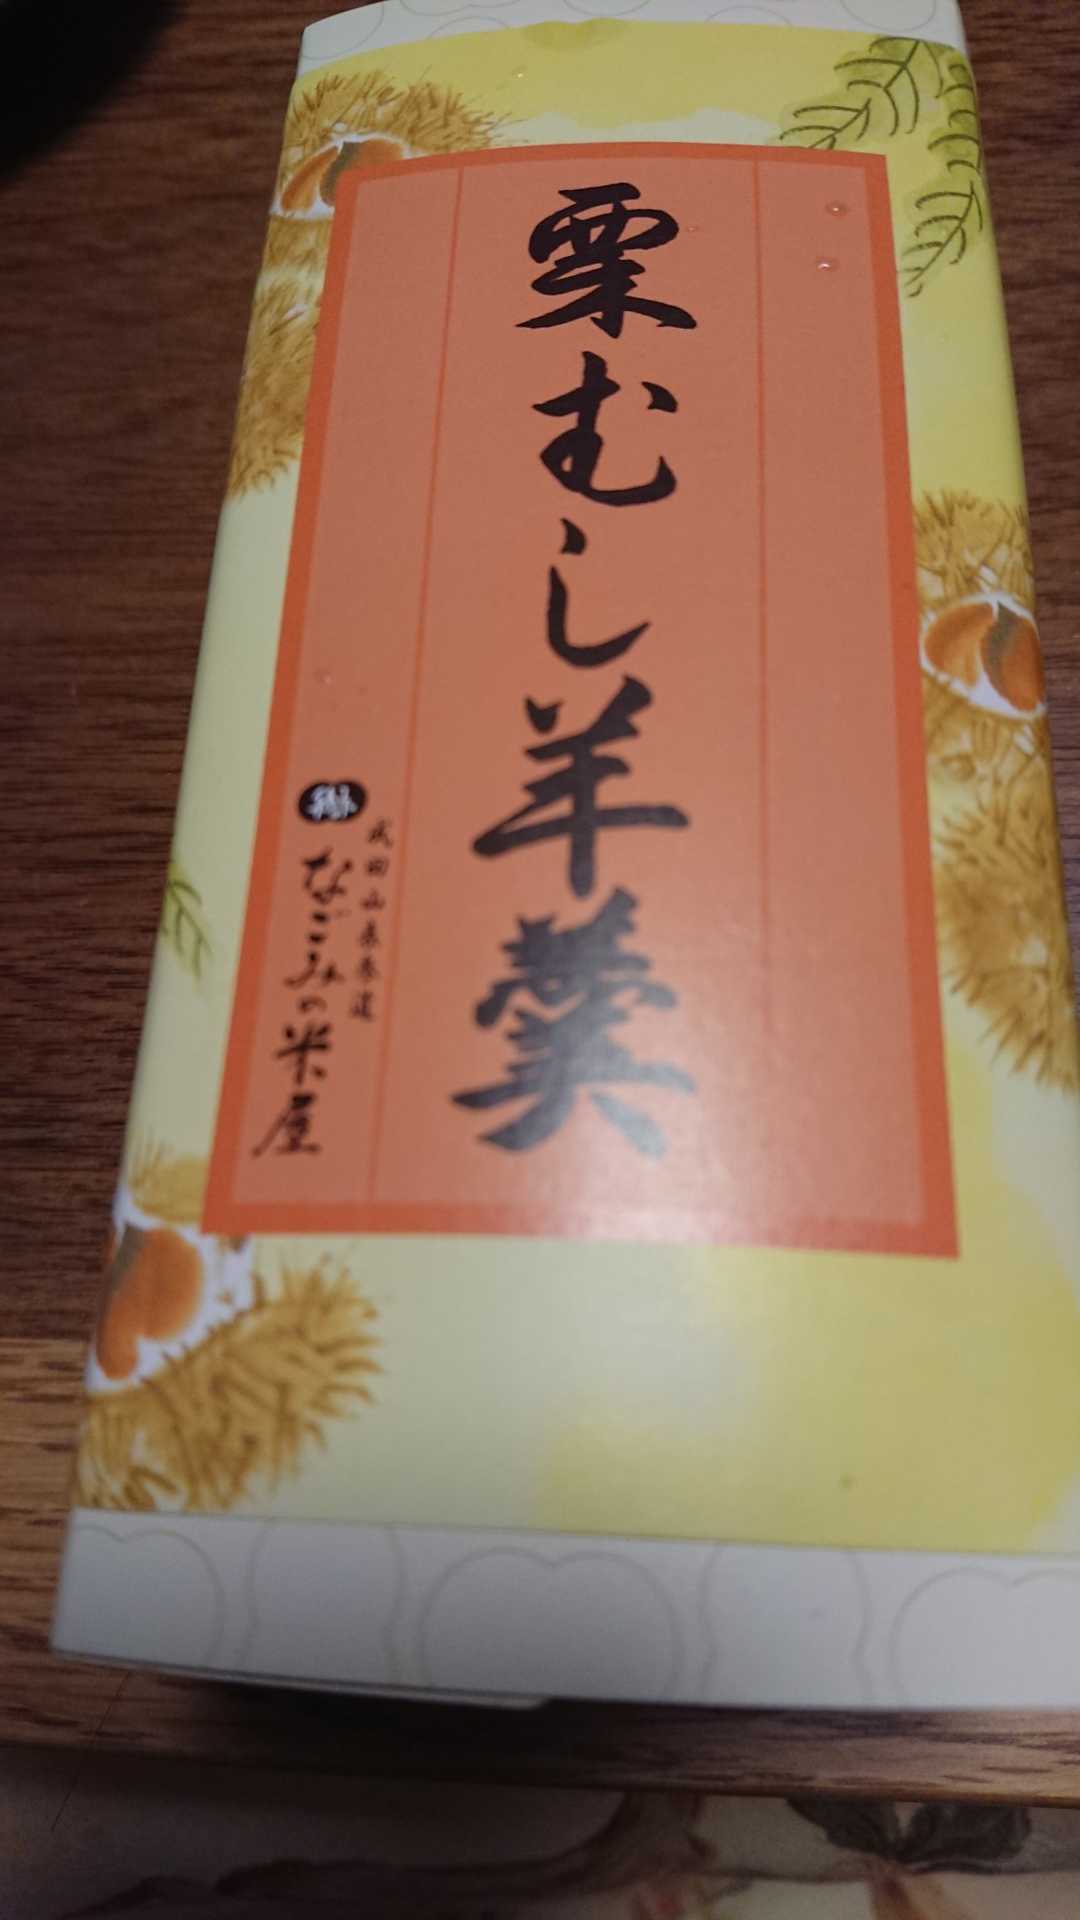 栗むし羊羹
成田山表参道
なごみの米屋